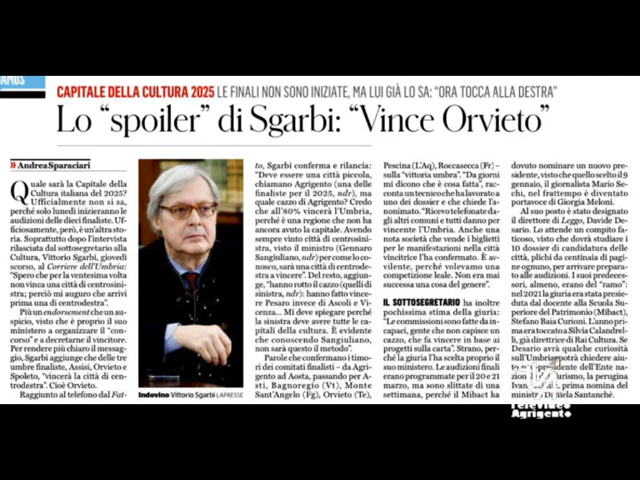 AMUS
CAPITALE DELLA CULTURA 2025 LE FINALI NON SONO INIZIATE, MA LUI GIÀ LO SA: “ORA TOCCA ALLA DESTRA”
Lo “spoiler” di Sgarbi: “Vince Orvieto”
» Andrea Sparaciari
Quale sarà la Capitale della
Cultura italiana del 2025?
Ufficialmente non si sa,
perché solo lunedì inizieranno le
audizioni delle dieci finaliste. Uf-
ficiosamente, però, è un'altra sto-
ria. Soprattutto dopo l'intervista
rilasciata dal sottosegretario alla
Cultura, Vittorio Sgarbi, giovedì
scorso, al Corriere dell'Umbria:
“Spero che per la ventesima volta
non vinca una città di centrosini-
stra; perciò mi auguro che arrivi
prima una di centrodestra”.
Più un endorsement che un au-
spicio, visto che è proprio il suo
ministero a organizzare il “con-
corso” e a decretarne il vincitore.
Per rendere più chiaro il messag-
gio, Sgarbi aggiunge che delle tre
umbre finaliste, Assisi, Orvieto e
Spoleto, “vincerà la città di cen-
trodestra”. Cioè Orvieto.
Raggiunto al telefono dal Fat-
Indovino Vittorio Sgarbi LAPRESSE
to, Sgarbi conferma e rilancia:
“Deve essere una città piccola,
chiamano Agrigento (una delle
finaliste per il 2025, ndr), ma
quale cazzo di Agrigento? Credo
che all'80% vincerà l'Umbria,
perché è una regione che non ha
ancora avuto la capitale. Avendo
sempre vinto città di centrosini-
stra, visto il ministro (Gennaro
Sangiuliano, ndr) per come lo co-
nosco, sarà una città di centrode-
stra a vincere”. Del resto, aggiun-
ge, “hanno rotto il cazzo (quelli di
sinistra, ndr): hanno fatto vince-
re Pesaro invece di Ascoli e Vi-
cenza... Mi deve spiegare perché
la sinistra deve avere tutte le ca-
pitali della cultura. È evidente
che conoscendo Sangiuliano,
non sarà questo il metodo”.
Parole che confermano i timo-
ri dei comitati finalisti – da Agri-
gento ad Aosta, passando per As-
sti, Bagnoregio (Vt), Monte
Sant'Angelo (Fg), Orvieto (Te),
Pescina (L'Aq), Roccasecca (Fr) –
sulla “vittoria umbra”. “Da giorni
mi dicono che è cosa fatta”, rac-
conta un tecnico che ha lavorato a
uno dei dossier e che chiede l'a-
nonimato. “Ricevo telefonate da-
gli altri comuni e tutti danno per
vincente l'Umbria. Anche una
nota società che vende i biglietti
per le manifestazioni nella città
vincitrice l'ha confermato. È av-
vilente, perché volevamo una
competizione leale. Non era mai
successa una cosa del genere”.
IL SOTTOSEGRETARIO ha inoltre
pochissima stima della giuria:
“Le commissioni sono fatte da in-
capaci, gente che non capisce un
cazzo, che fa vincere in base ai
progetti sulla carta”. Strano, per-
ché la giuria l'ha scelta proprio il
suo ministero. Le audizioni finali
erano programmate per il 20 e 21
marzo, ma sono slittate di una
settimana, perché il Mibact ha
dovuto nominare un nuovo presi-
dente, visto che quello scelto il 9
gennaio, il giornalista Mario Se-
chi, nel frattempo è diventato
portavoce di Giorgia Meloni.
Al suo posto è stato designato
il direttore di Leggo, Davide De-
sario. Lo attende un compito fa-
ticoso, visto che dovrà studiare i
10 dossier di candidatura delle
città, plichi da centinaia di pagi-
ne ognuno, per arrivare preparato
alle audizioni. I suoi predeces-
sori, almeno, erano del “ramo”:
nel 2021 la giuria era stata presie-
duta dal docente alla Scuola Su-
periore del Patrimonio (Mibact),
Stefano Baia Curioni. L'anno pri-
ma era toccato a Silvia Calandrel-
li, già direttrice di Rai Cultura. Se
Desario avrà qualche curiosità
sull'Umbria potrà chiedere aiu-
to presidente dell'Ente na-
zi urismo, la perugina
Ivan , prima nomina del
ministr Daniela Santanchè.
Televideo
Agrigento